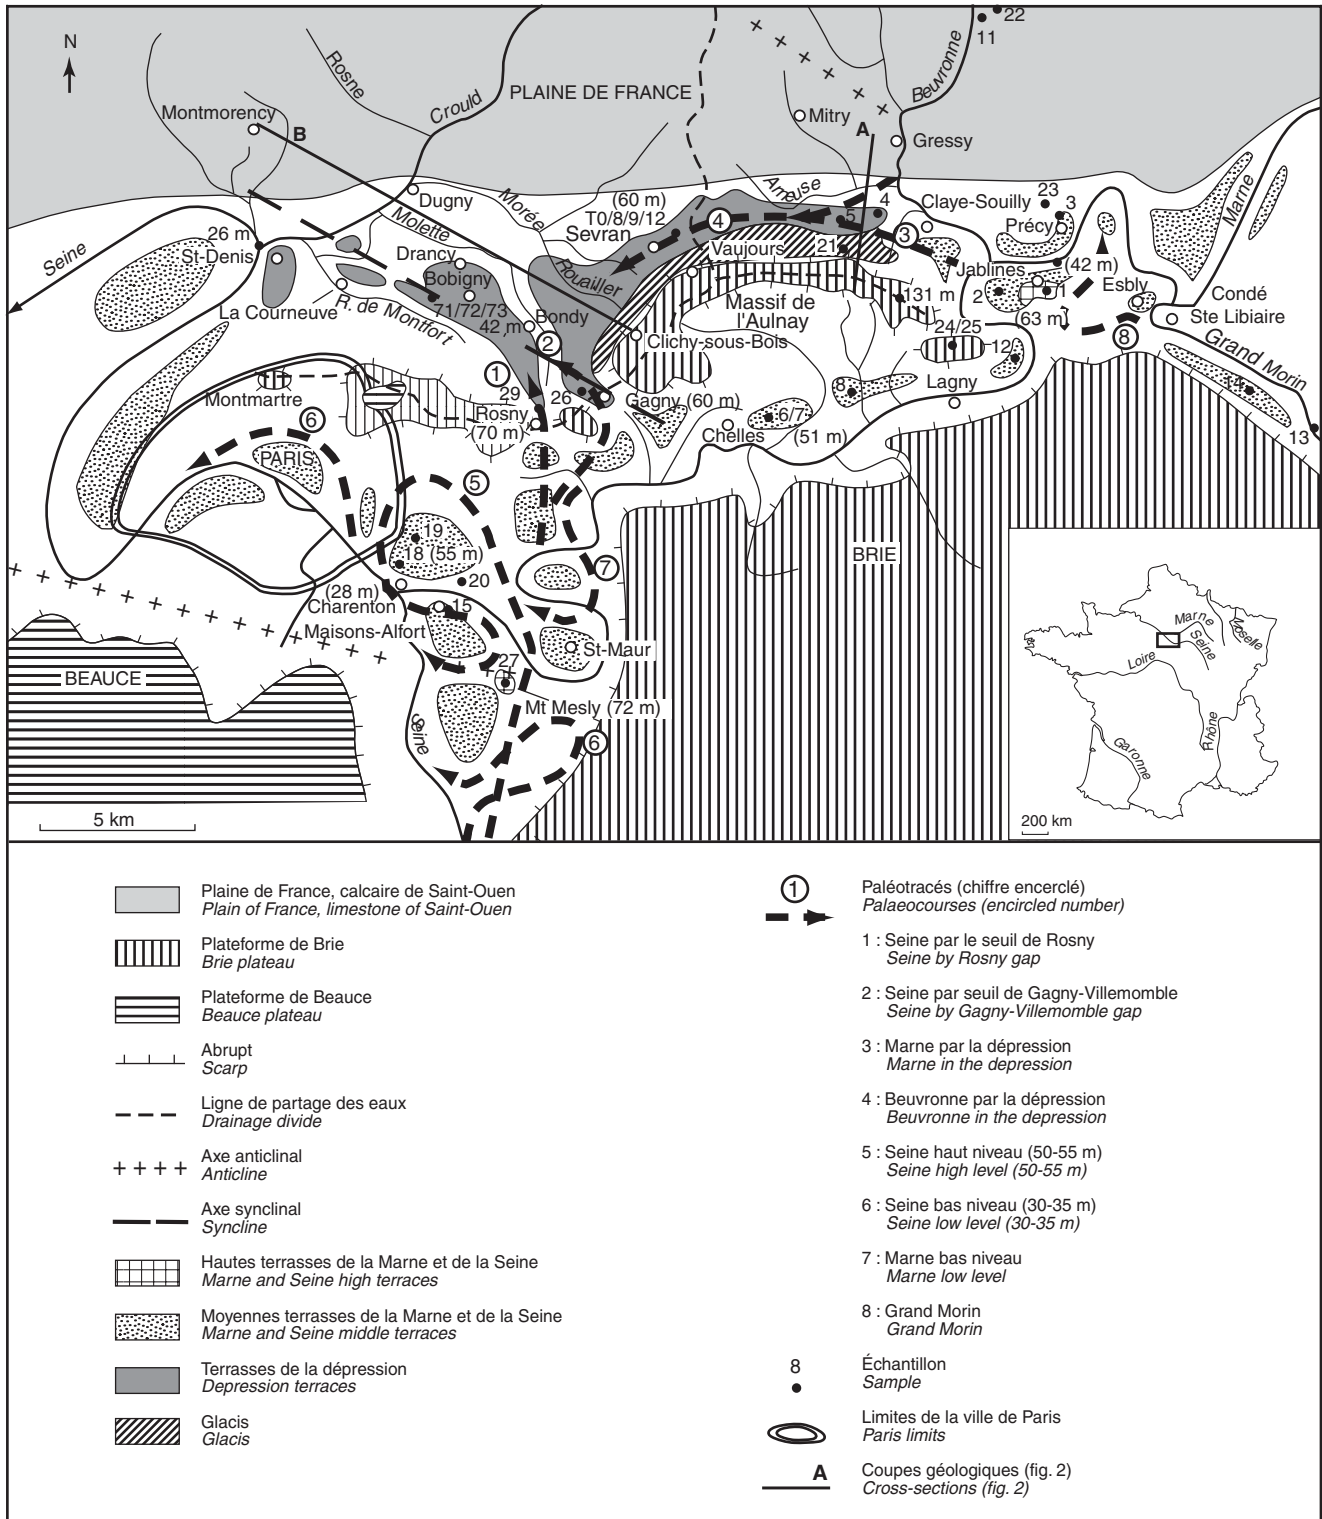 22
11
N
Rosne
Crould
PLAINE DE FRANCE
Beuvronne
Montmorency
B
Mitry
A
Gressy
Arneuse
Marne
Dugny
Morée
(60 m)
T0/8/9/12
Sevran
4
5
4
Claye-Souilly
23
3
Précy
Seine
26 m
St-Denis
Molette
Drancy
Bobigny
Rouailler
Vaujours
21
3
Jablines
(42 m)
Esbly
2
1
La Courneuve
R. de Montfort
71/72/73
42 m
Bondy
2
Massif de
l'Aulnay
131 m
63 m
Condé
Ste Libiaire
8
Clichy-sous-Bois
24/25
12
Grand Morin
1
29
26
Gagny (60 m)
8
Lagny
14
Montmartre
Rosny
(70 m)
6/7
Chelles
(51 m)
13
6
PARIS
5
19
18 (55 m)
20
7
BRIE
(28 m)
Charenton
15
Maisons-Alfort
St-Maur
27
BEAUCE
Mt Mesly (72 m)
Seine
6
5 km
Marne
Moselle
Seine
Loire
Rhône
Garonne
200 km
Plaine de France, calcaire de Saint-Ouen
Plain of France, limestone of Saint-Ouen
Plateforme de Brie
Brie plateau
Plateforme de Beauce
Beauce plateau
Abrupt
Scarp
Ligne de partage des eaux
Drainage divide
Axe anticlinal
Anticline
Axe synclinal
Syncline
Hautes terrasses de la Marne et de la Seine
Marne and Seine high terraces
Moyennes terrasses de la Marne et de la Seine
Marne and Seine middle terraces
Terrasses de la dépression
Depression terraces
Glacis
Glacis
1
Paléotracés (chiffre encerclé)
Palaeocourses (encircled number)
1 : Seine par le seuil de Rosny
Seine by Rosny gap
2 : Seine par seuil de Gagny-Villemomble
Seine by Gagny-Villemomble gap
3 : Marne par la dépression
Marne in the depression
4 : Beuvronne par la dépression
Beuvronne in the depression
5 : Seine haut niveau (50-55 m)
Seine high level (50-55 m)
6 : Seine bas niveau (30-35 m)
Seine low level (30-35 m)
7 : Marne bas niveau
Marne low level
8 : Grand Morin
Grand Morin
8
Échantillon
Sample
Limites de la ville de Paris
Paris limits
A
Coupes géologiques (fig. 2)
Cross-sections (fig. 2)